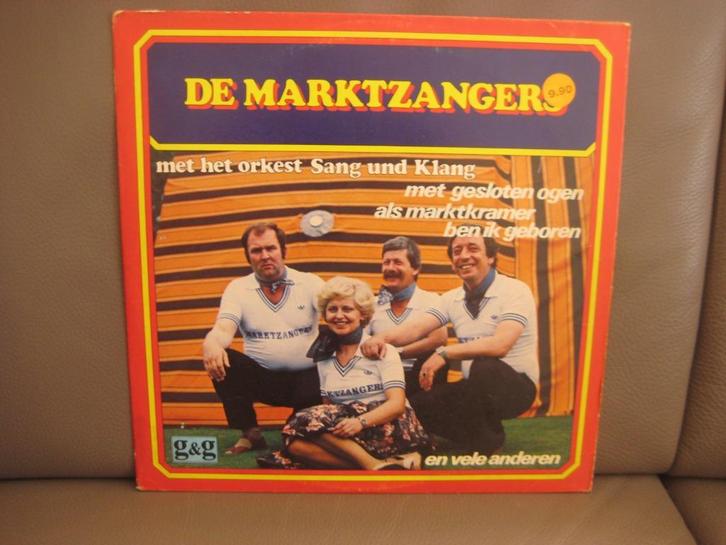 DE MARKTZANGERS
9.90
met het orkest Sang und Klang
met gesloten ogen
als marktkramer
ben ik geboren
MARKTZANGERS
MARKTZANGERS
g&g
en vele anderen